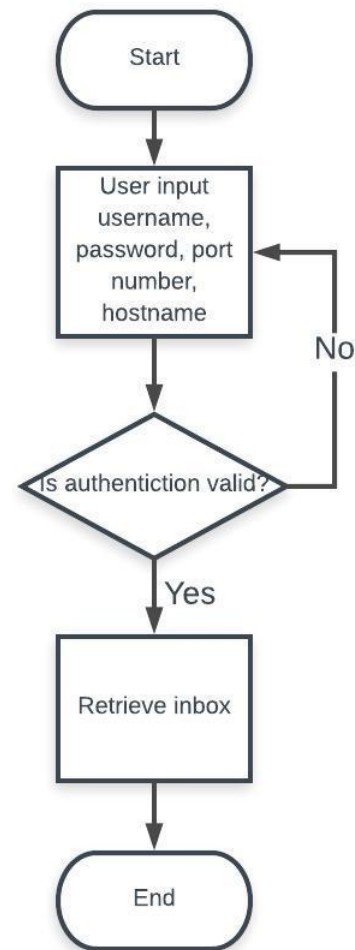 Start
User input
username,
password, port
number,
hostname
No
Is authentiction valid?
Yes
Retrieve inbox
End